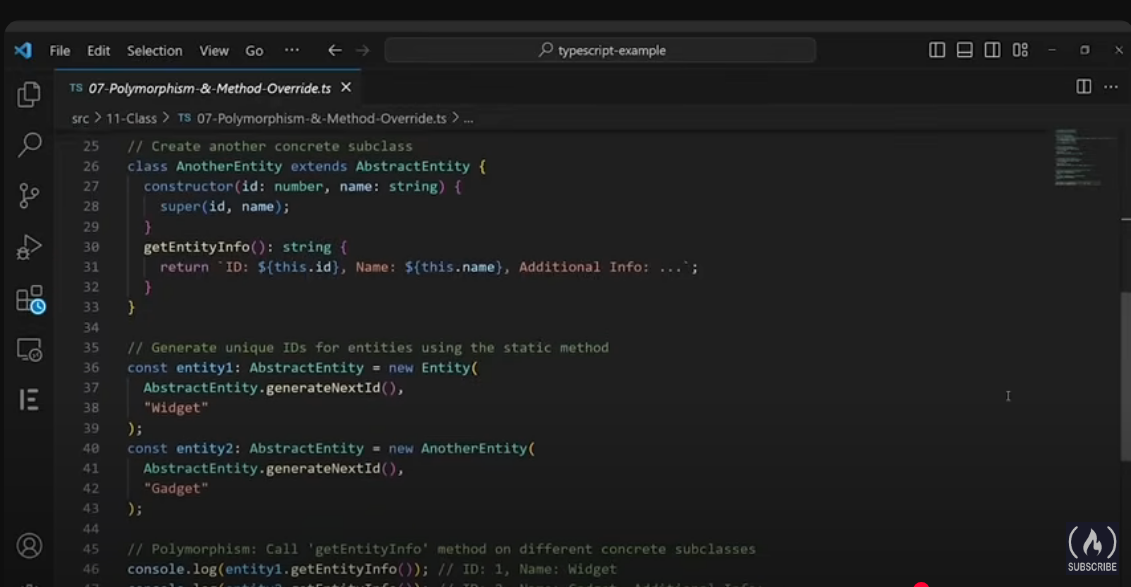 File Edit Selection View Go ... typescript-example
TS 07-Polymorphism-&-Method-Override.ts
src > 11-Class > TS 07-Polymorphism-&-Method-Override.ts > ...
25 // Create another concrete subclass
26 class AnotherEntity extends AbstractEntity {
27 constructor(id: number, name: string) {
28 super(id, name);
29 }
30 getEntityInfo(): string {
31 return `ID: ${this.id}, Name: ${this.name}, Additional Info: ...`;
32 }
33 }
34
35 // Generate unique IDs for entities using the static method
36 const entity1: AbstractEntity = new Entity(
37 AbstractEntity.generateNextId(),
38 "Widget"
39 );
40 const entity2: AbstractEntity = new AnotherEntity(
41 AbstractEntity.generateNextId(),
42 "Gadget"
43 );
44
45 // Polymorphism: Call 'getEntityInfo' method on different concrete subclasses
46 console.log(entity1.getEntityInfo()); // ID: 1, Name: Widget
SUBSCRIBE